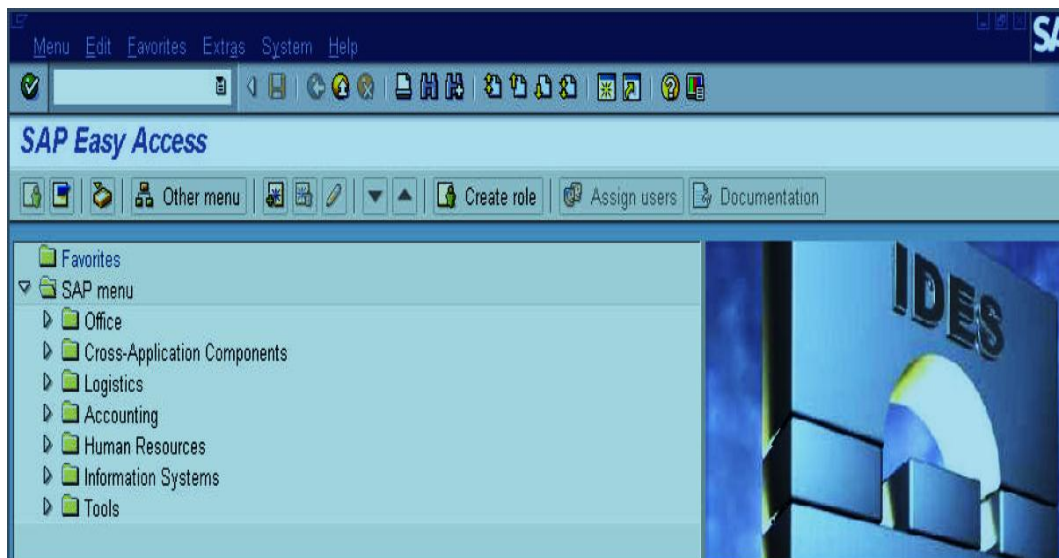 Menu Edit Favorites Extras System Help
SA
SAP Easy Access
Other menu Create role Assign users Documentation
Favorites
SAP menu
Office
Cross-Application Components
Logistics
Accounting
Human Resources
Information Systems
Tools
IDES